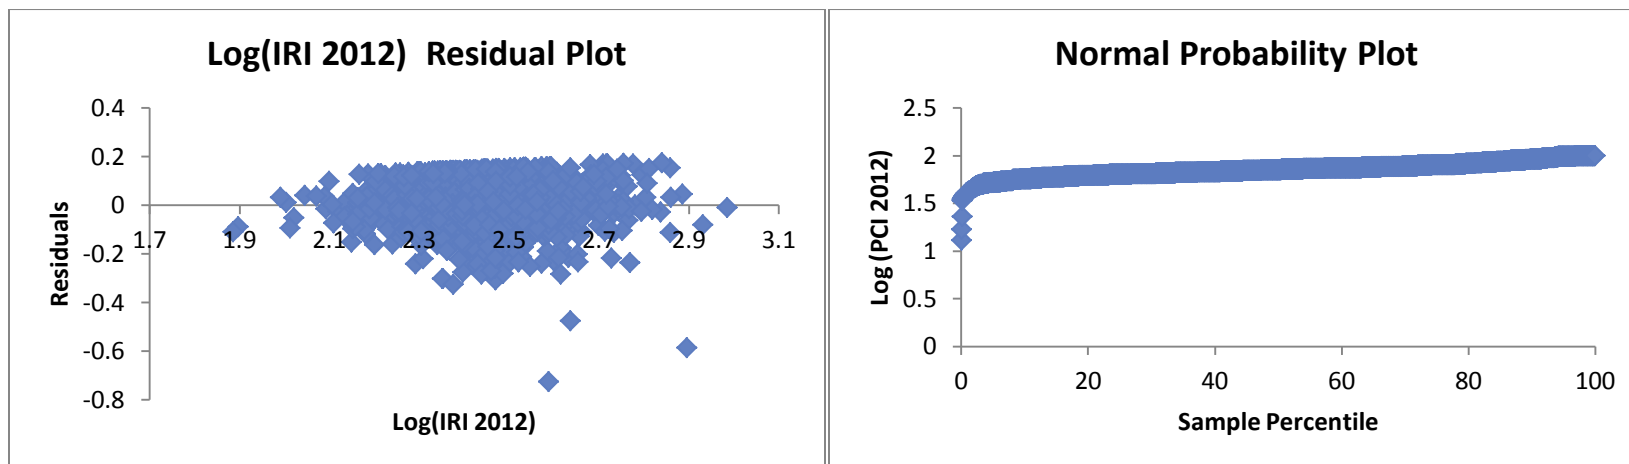 Log(IRI 2012)  Residual Plot
0.4
0.2
0
-0.2
-0.4
-0.6
-0.8
1.7 1.9 2.1 2.3 2.5 2.7 2.9 3.1
Residuals
Log(IRI 2012)
Normal Probability Plot
2.5
2
1.5
1
0.5
0
0 20 40 60 80 100
Log (PCI 2012)
Sample Percentile